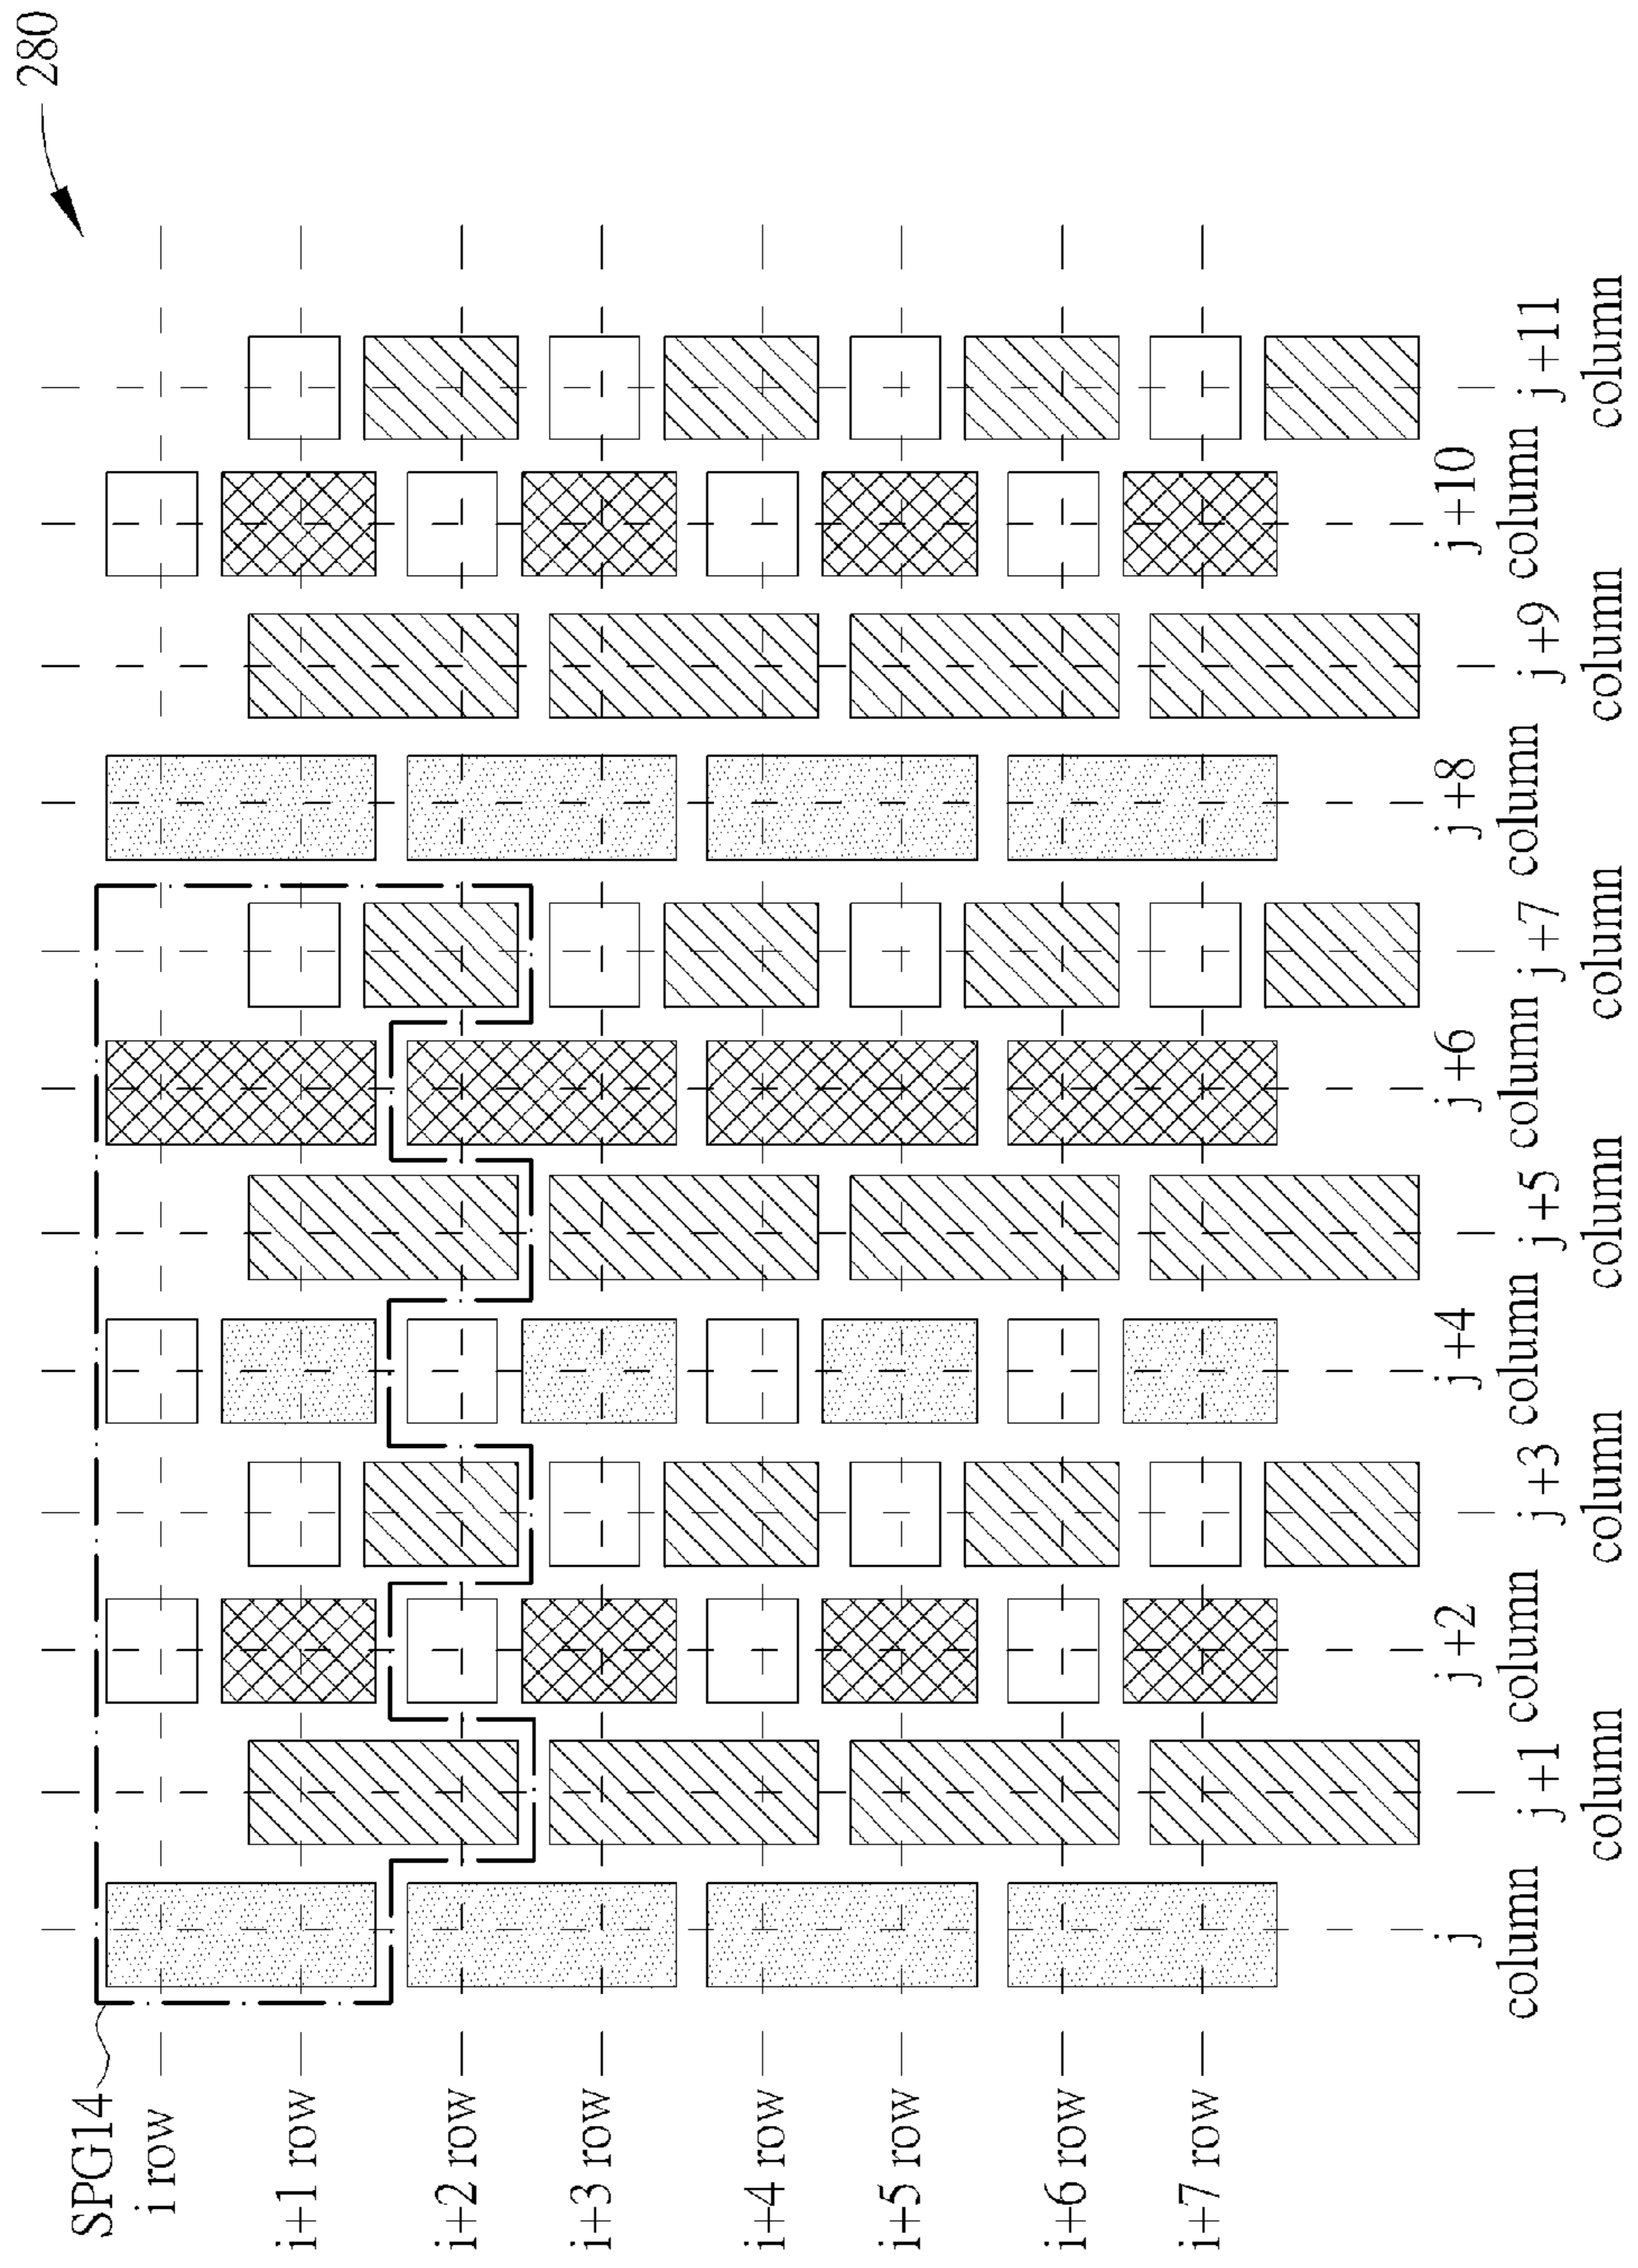 280
SPG14
i row
i+1 row
i+2 row
i+3 row
i+4 row
i+5 row
i+6 row
i+7 row
j
column
j+1
column
j+2
column
j+3
column
j+4
column
j+5
column
j+6
column
j+7
column
j+8
column
j+9
column
j+10
column
j+11
column